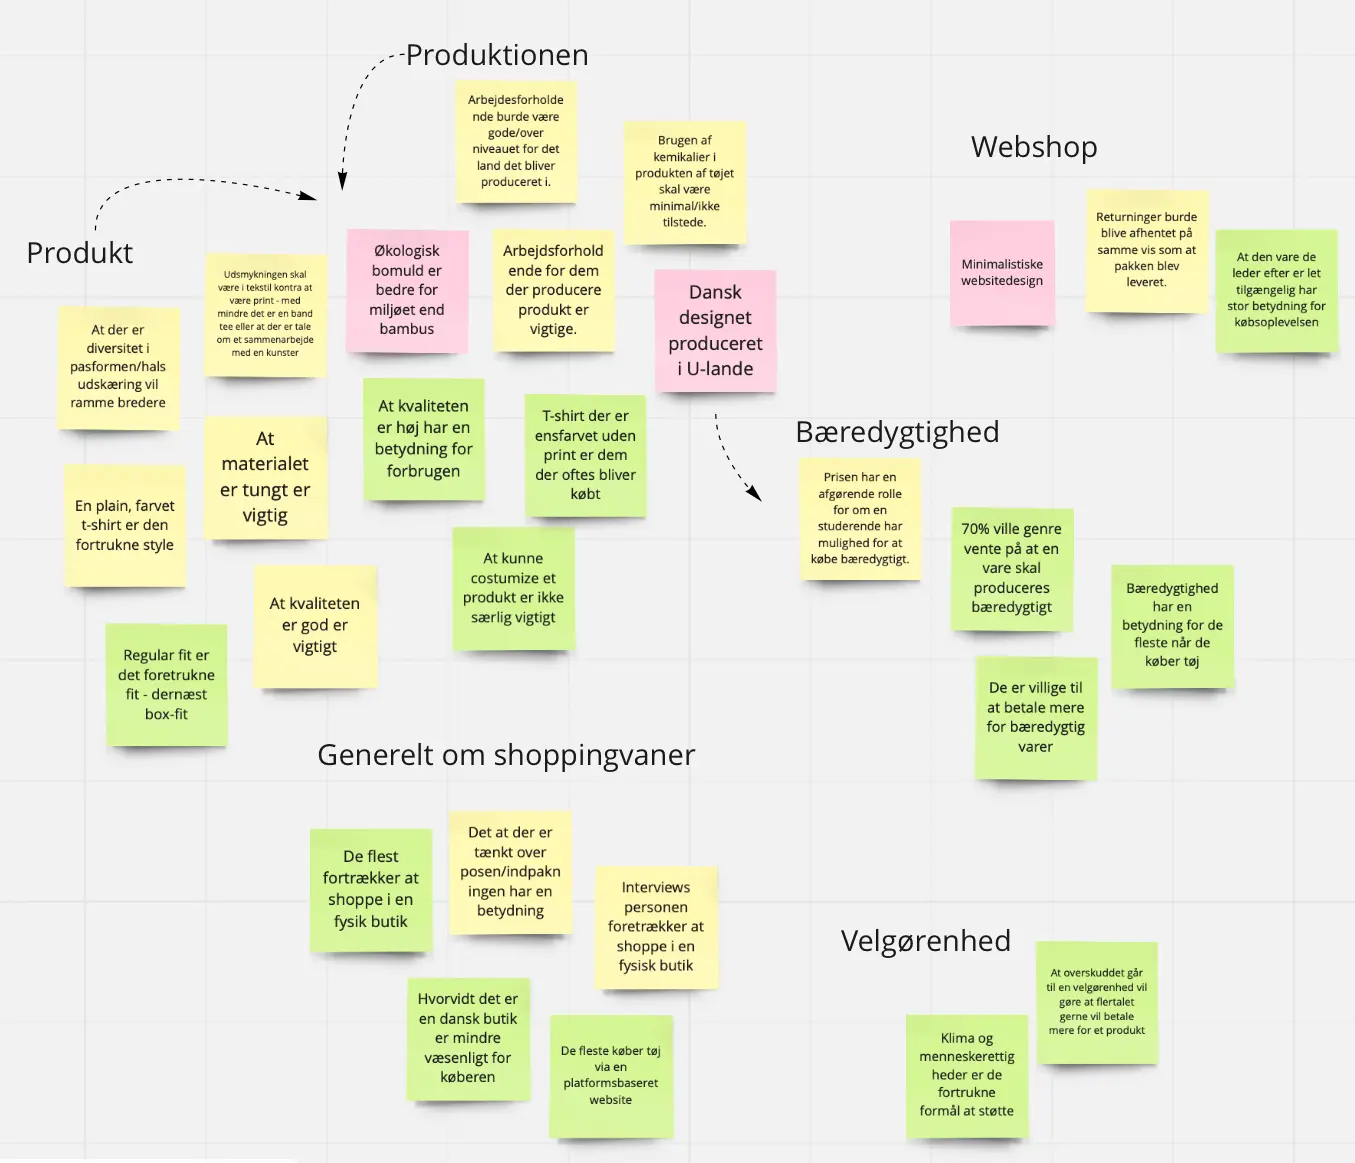 Produktionen
Arbejdesforholde
nde burde være
gode/over
niveauet for det
land det bliver
produceret i.
Brugen af
kemikalier i
produkten af tøjet
skal være
minimal/ikke
tilstede.
Produkt
Udsmykningen skal
være i tekstil kontra at
være print - med
mindre det er en band
tee eller at der er tale
om et sammenarbejde
med en kunster
Økologisk
bomuld er
bedre for
miljøet end
bambus
Arbejdsforhold
ende for dem
der producere
produkt er
vigtige.
Dansk
designet
produceret
i U-lande
At der er
diversitet i
pasformen/hals
udskæring vil
ramme bredere
At
materialet
er tungt er
vigtig
At kvaliteten
er høj har en
betydning for
forbrugen
T-shirt der er
ensfarvet uden
print er dem
der oftes bliver
købt
En plain, farvet
t-shirt er den
fortrukne style
At kunne
costumize et
produkt er ikke
særlig vigtigt
At kvaliteten
er god er
vigtigt
Regular fit er
det foretrukne
fit - dernæst
box-fit
Webshop
Minimalistiske
websitedesign
Returninger burde
blive afhentet på
samme vis som at
pakken blev
leveret.
At den vare de
leder efter er let
tilgængelig har
stor betydning for
købsoplevelsen
Bæredygtighed
Prisen har en
afgørende rolle
for om en
studerende har
mulighed for at
købe bæredygtigt.
70% ville genre
vente på at en
vare skal
produceres
bæredygtigt
Bæredygtighed
har en
betydning for de
fleste når de
køber tøj
De er villige til
at betale mere
for bæredygtig
varer
Generelt om shoppingvaner
De flest
fortrækker at
shoppe i en
fysik butik
Det at der er
tænkt over
posen/indpakn
ingen har en
betydning
Interviews
personen
foretrækker at
shoppe i en
fysisk butik
Hvorvidt det er
en dansk butik
er mindre
væsenligt for
køberen
De fleste køber tøj
via en
platformsbaseret
website
Velgørenhed
At overskuddet går
til en velgørenhed vil
gøre at flertalet
gerne vil betale
mere for et produkt
Klima og
menneskerettig
heder er de
fortrukne
formål at støtte